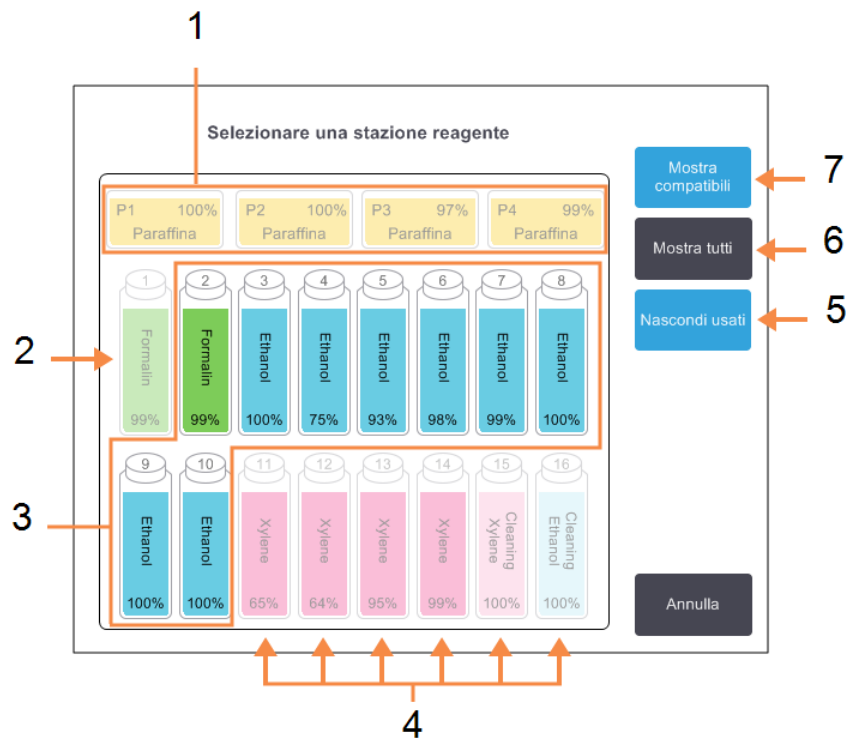 1
Selezionare una stazione reagente
P1 100%
Paraffina
P2 100%
Paraffina
P3 97%
Paraffina
P4 99%
Paraffina
Mostra
compatibili
7
Mostra tutti
6
Nascondi usati
5
2
1
Formalin
99%
2
Formalin
99%
3
Ethanol
100%
4
Ethanol
75%
5
Ethanol
93%
6
Ethanol
98%
7
Ethanol
99%
8
Ethanol
100%
3
9
Ethanol
100%
10
Ethanol
100%
11
Xylene
65%
12
Xylene
64%
13
Xylene
95%
14
Xylene
99%
15
Cleaning
Xylene
100%
16
Cleaning
Ethanol
100%
Annulla
4